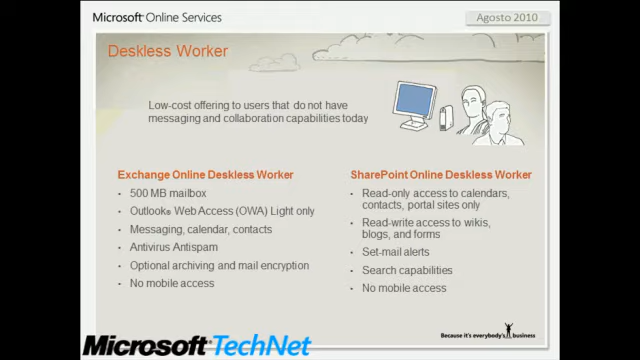 Microsoft® Online Services
Agosto 2010
Deskless Worker
Low-cost offering to users that do not have
messaging and collaboration capabilities today
Exchange Online Deskless Worker
• 500 MB mailbox
• Outlook® Web Access (OWA) Light only
• Messaging, calendar, contacts
• Antivirus Antispam
• Optional archiving and mail encryption
• No mobile access
SharePoint Online Deskless Worker
• Read-only access to calendars,
contacts, portal sites only
• Read-write access to wikis,
blogs, and forms
• Set-mail alerts
• Search capabilities
• No mobile access
Because it's everybody's business
Microsoft® TechNet